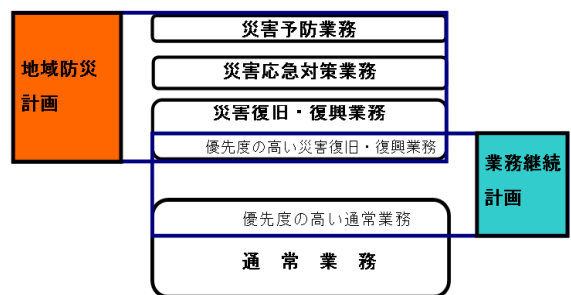 地域防災
計画
災害予防業務
災害応急対策業務
災害復旧・復興業務
優先度の高い災害復旧・復興業務
業務継続
計画
優先度の高い通常業務
通 常 業 務